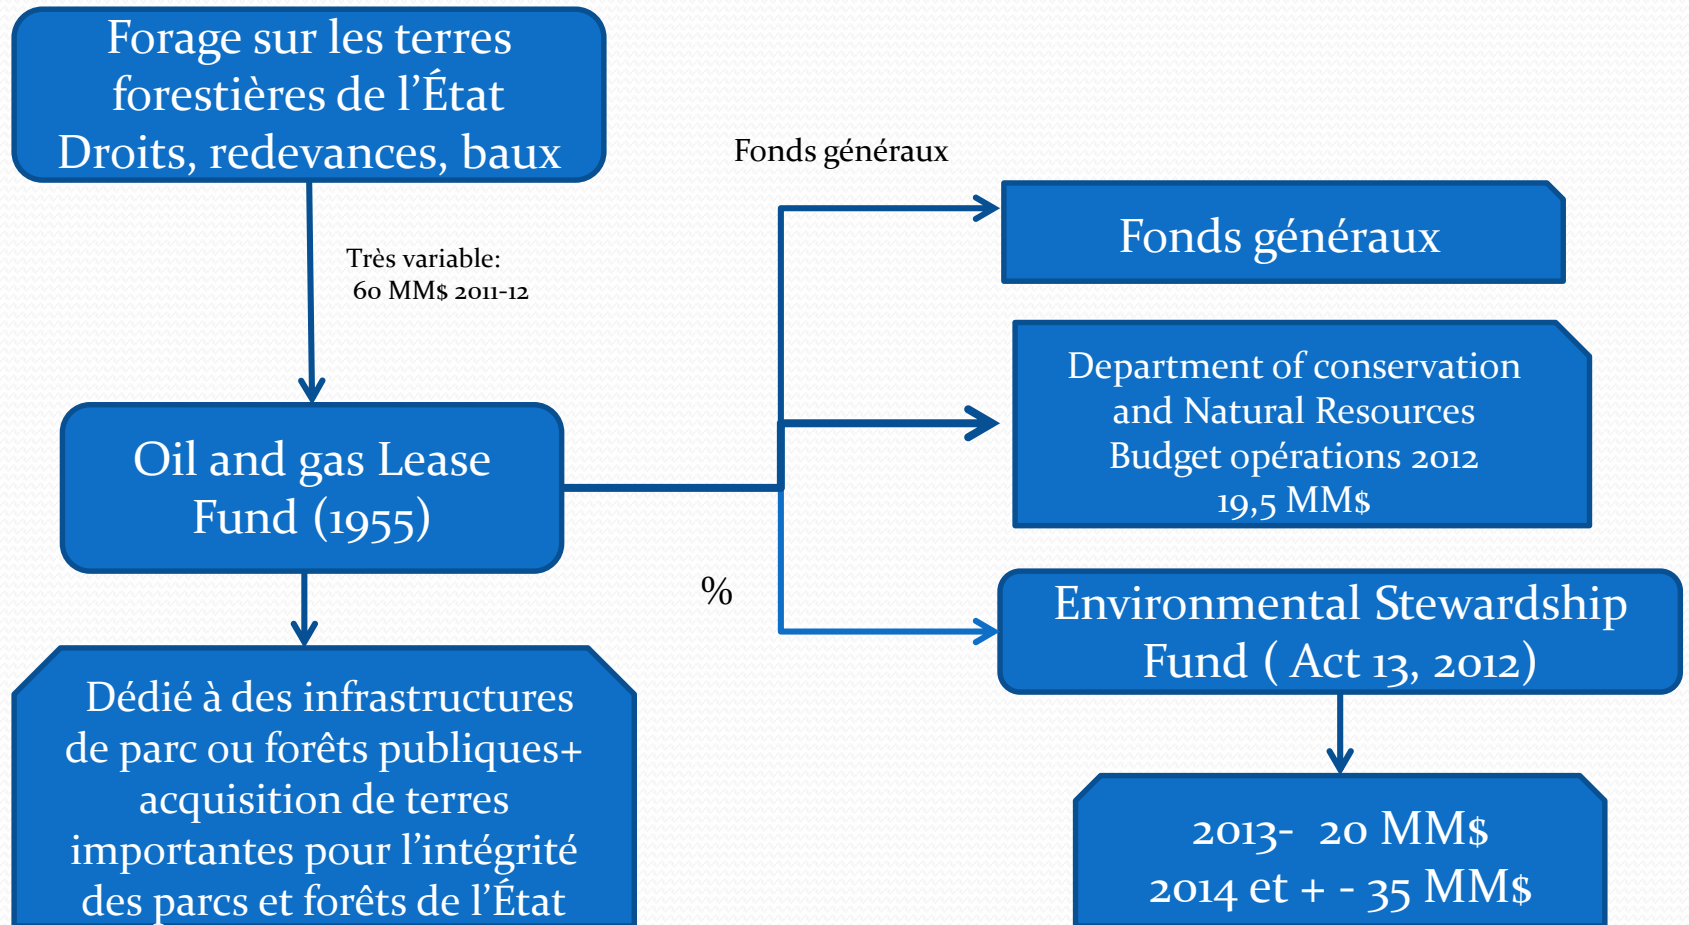 Forage sur les terres
forestières de l’État
Droits, redevances, baux
Très variable:
60 MM$ 2011-12
Oil and gas Lease
Fund (1955)
Dédié à des infrastructures
de parc ou forêts publiques+
acquisition de terres
importantes pour l’intégrité
des parcs et forêts de l’État
Fonds généraux
Fonds généraux
Department of conservation
and Natural Resources
Budget opérations 2012
19,5 MM$
%
Environmental Stewardship
Fund ( Act 13, 2012)
2013- 20 MM$
2014 et + - 35 MM$